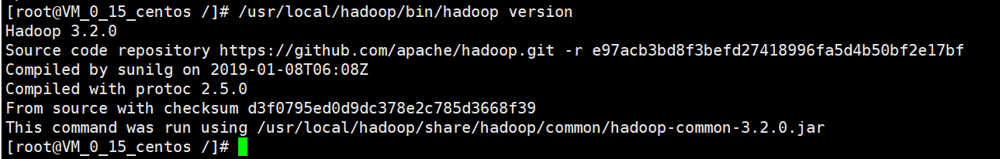 [root@VM_0_15_centos /]# /usr/local/hadoop/bin/hadoop version
Hadoop 3.2.0
Source code repository https://github.com/apache/hadoop.git -r e97acb3bd8f3befd27418996fa5d4b50bf2e17bf
Compiled by sunilg on 2019-01-08T06:08Z
Compiled with protoc 2.5.0
From source with checksum d3f0795ed0d9dc378e2c785d3668f39
This command was run using /usr/local/hadoop/share/hadoop/common/hadoop-common-3.2.0.jar
[root@VM_0_15_centos /]#